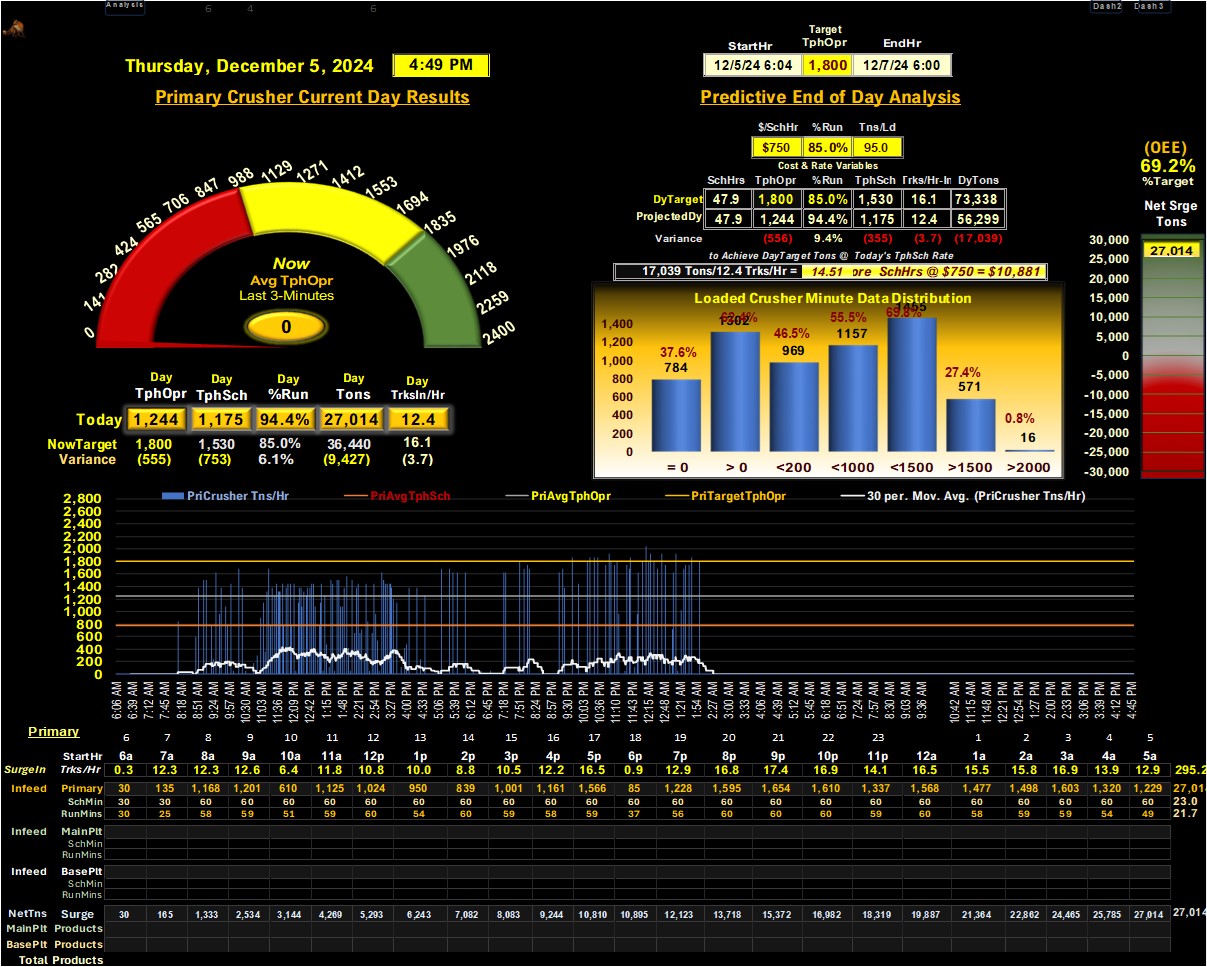 Analysis 6 4 6 Dash2 Dash3
Target
StartHr TphOpr EndHr
Thursday, December 5, 2024 4:49 PM 12/5/24 6:04 1,800 12/7/24 6:00
Primary Crusher Current Day Results Predictive End of Day Analysis
$/SchHr %Run Tns/Ld
$750 85.0% 95.0
Cost & Rate Variables
SchHrs TphOpr %Run TphSch Trks/Hr-In DyTons
DyTarget 47.9 1,800 85.0% 1,530 16.1 73,338
ProjectedDy 47.9 1,244 94.4% 1,175 12.4 56,299
Variance (556) 9.4% (355) (3.7) (17,039)
to Achieve DayTarget Tons @ Today's TphSch Rate
17,039 Tons/12.4 Trks/Hr = 14.51 ore SchHrs @ $750 = $10,881
(OEE)
69.2%
%Target
Net Srge
Tons
30,000
27,014
25,000
20,000
15,000
10,000
5,000
0
-5,000
-10,000
-15,000
-20,000
-25,000
-30,000
0 141 282 424 565 706 847 988 1129 1271 1412 1553 1694 1835 1976 2118 2259 2400
Now
Avg TphOpr
Last 3-Minutes
0
Loaded Crusher Minute Data Distribution
1,400
1,200
1,000
800
600
400
200
0
37.6% 62.4% 46.5% 55.5% 69.8% 27.4% 0.8%
784 1302 969 1157 1455 571 16
= 0 > 0 <200 <1000 <1500 >1500 >2000
Day Day Day Day Day
TphOpr TphSch %Run Tons TrksIn/Hr
Today 1,244 1,175 94.4% 27,014 12.4
NowTarget 1,800 1,530 85.0% 36,440 16.1
Variance (555) (753) 6.1% (9,427) (3.7)
PriCrusher Tns/Hr PriAvgTphSch PriAvgTphOpr PriTargetTphOpr 30 per. Mov. Avg. (PriCrusher Tns/Hr)
2,800
2,600
2,400
2,200
2,000
1,800
1,600
1,400
1,200
1,000
800
600
400
200
0
6:06 AM 6:39 AM 7:12 AM 7:45 AM 8:18 AM 8:51 AM 9:24 AM 9:57 AM 10:30 AM 11:03 AM 11:36 AM 12:09 PM 12:42 PM 1:15 PM 1:48 PM 2:21 PM 2:54 PM 3:27 PM 4:00 PM 4:33 PM 5:06 PM 5:39 PM 6:12 PM 6:45 PM 7:18 PM 7:51 PM 8:24 PM 8:57 PM 9:30 PM 10:03 PM 10:36 PM 11:10 PM 11:43 PM 12:15 AM 12:48 AM 1:21 AM 1:54 AM 2:27 AM 3:00 AM 3:33 AM 4:06 AM 4:39 AM 5:12 AM 5:45 AM 6:18 AM 6:51 AM 7:24 AM 7:57 AM 8:30 AM 9:03 AM 9:36 AM 10:42 AM 11:15 AM 11:48 AM 12:21 PM 12:54 PM 1:27 PM 2:00 PM 2:33 PM 3:06 PM 3:39 PM 4:12 PM 4:45 PM
Primary 6 7 8 9 10 11 12 13 14 15 16 17 18 19 20 21 22 23 1 2 3 4 5
StartHr 6a 7a 8a 9a 10a 11a 12p 1p 2p 3p 4p 5p 6p 7p 8p 9p 10p 11p 12a 1a 2a 3a 4a 5a
SurgeIn Trks/Hr 0.3 12.3 12.3 12.6 6.4 11.8 10.8 10.0 8.8 10.5 12.2 16.5 0.9 12.9 16.8 17.4 16.9 14.1 16.5 15.5 15.8 16.9 13.9 12.9 295.2
Infeed Primary 30 135 1,168 1,201 610 1,125 1,024 950 839 1,001 1,161 1,566 85 1,228 1,595 1,654 1,610 1,337 1,568 1,477 1,498 1,603 1,320 1,229 27,01
SchMin 30 30 60 60 60 60 60 60 60 60 60 60 60 60 60 60 60 60 60 60 60 60 60 60 23.0
RunMins 30 25 58 59 51 59 60 54 60 59 58 59 37 56 60 60 60 59 60 58 59 59 54 49 21.7
Infeed MainPlt
SchMin
RunMins
Infeed BasePlt
SchMin
RunMins
NetTns Surge 30 165 1,333 2,534 3,144 4,269 5,293 6,243 7,082 8,083 9,244 10,810 10,895 12,123 13,718 15,372 16,982 18,319 19,887 21,364 22,862 24,465 25,785 27,014 27,014
MainPlt Products
BasePlt Products
Total Products